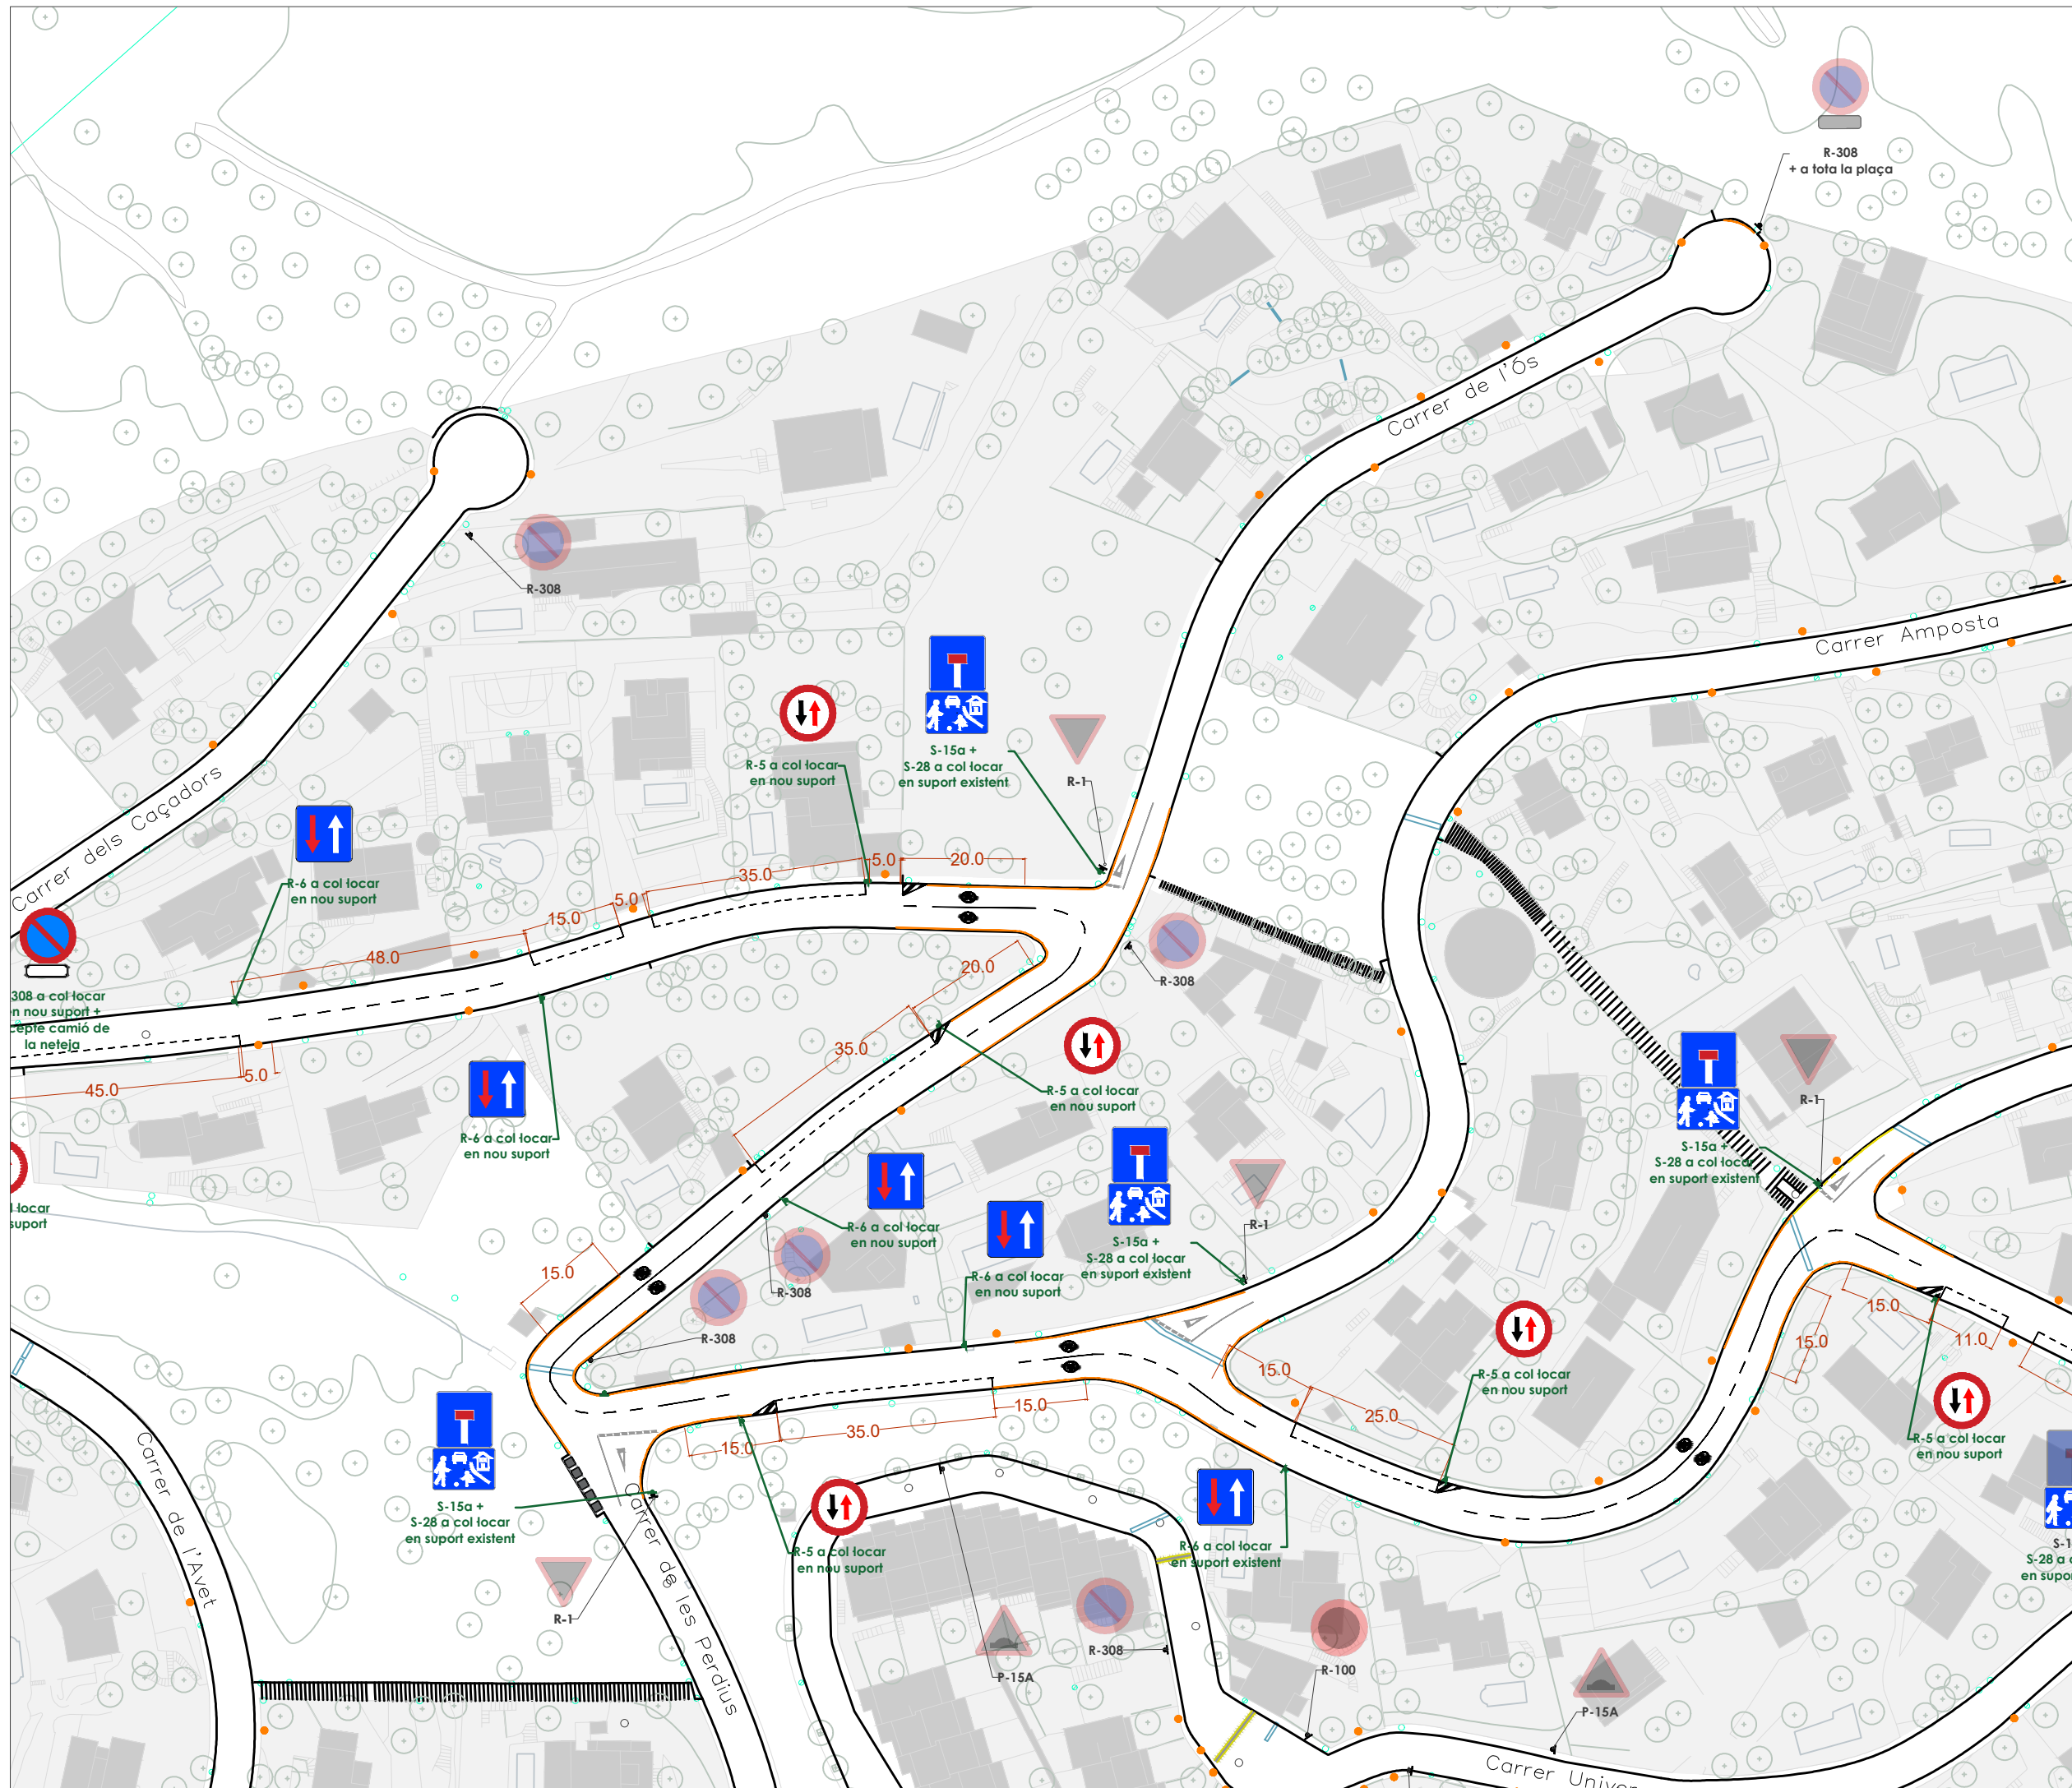 R-308
+ a tota la plaça
Carrer de l'Ós
R-308
Carrer Amposta
R-5 a col·locar
en nou suport
S-15a +
S-28 a col·locar
en suport existent
R-1
Carrer dels Caçadors
R-6 a col·locar
en nou suport
35.0
5.0
20.0
15.0
5.0
48.0
R-308
20.0
308 a col·locar
en nou suport +
cepte camió de
la neteja
45.0
5.0
35.0
R-5 a col·locar
en nou suport
R-1
R-6 a col·locar
en nou suport
S-15a +
S-28 a col·locar
en suport existent
l·locar
suport
R-6 a col·locar
en nou suport
R-1
S-15a +
S-28 a col·locar
en suport existent
15.0
R-308
R-6 a col·locar
en nou suport
R-308
15.0
15.0
11.0
15.0
R-5 a col·locar
en nou suport
15.0
25.0
35.0
15.0
R-5 a col·locar
en nou suport
Carrer de l'Avet
S-15a +
S-28 a col·locar
en suport existent
Carrer de les Perdius
R-5 a col·locar
en nou suport
R-6 a col·locar
en suport existent
S-1
S-28 a c
en supor
R-1
R-308
P-15A
R-100
P-15A
Carrer Univer